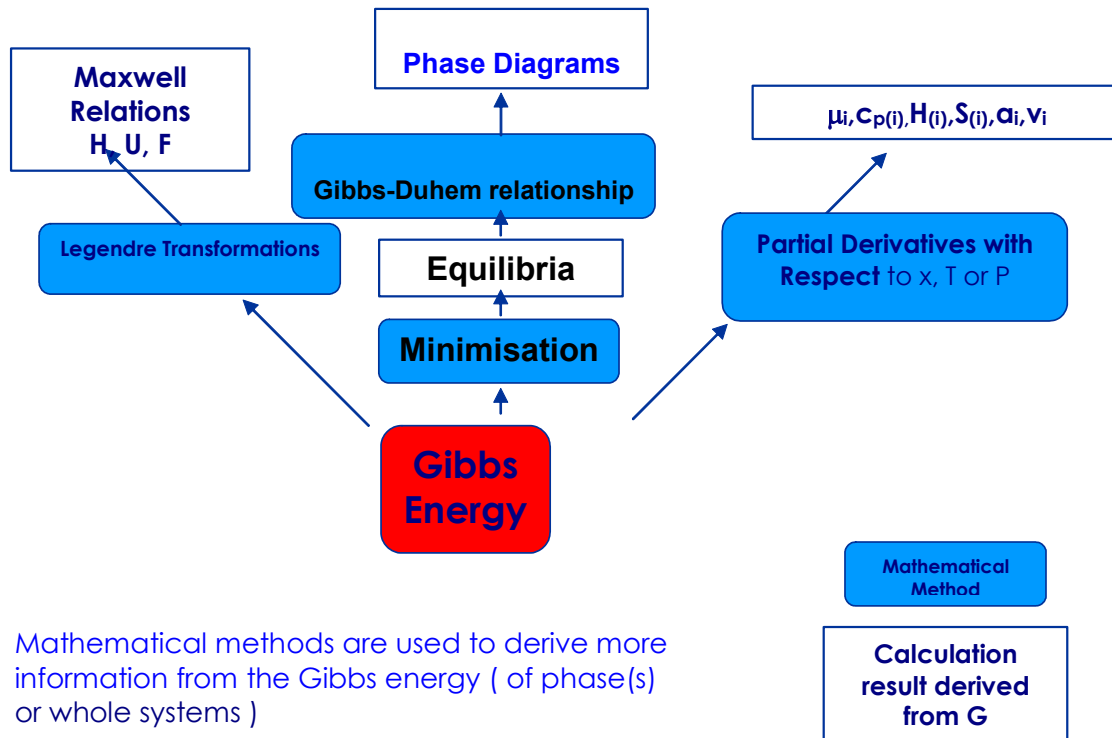 Phase Diagrams
Maxwell
Relations
H, U, F
μi,cp(i),H(i),S(i),ai,vi
Gibbs-Duhem relationship
Legendre Transformations
Partial Derivatives with
Respect to x, T or P
Equilibria
Minimisation
Gibbs
Energy
Mathematical
Method
Mathematical methods are used to derive more
information from the Gibbs energy ( of phase(s)
or whole systems )
Calculation
result derived
from G